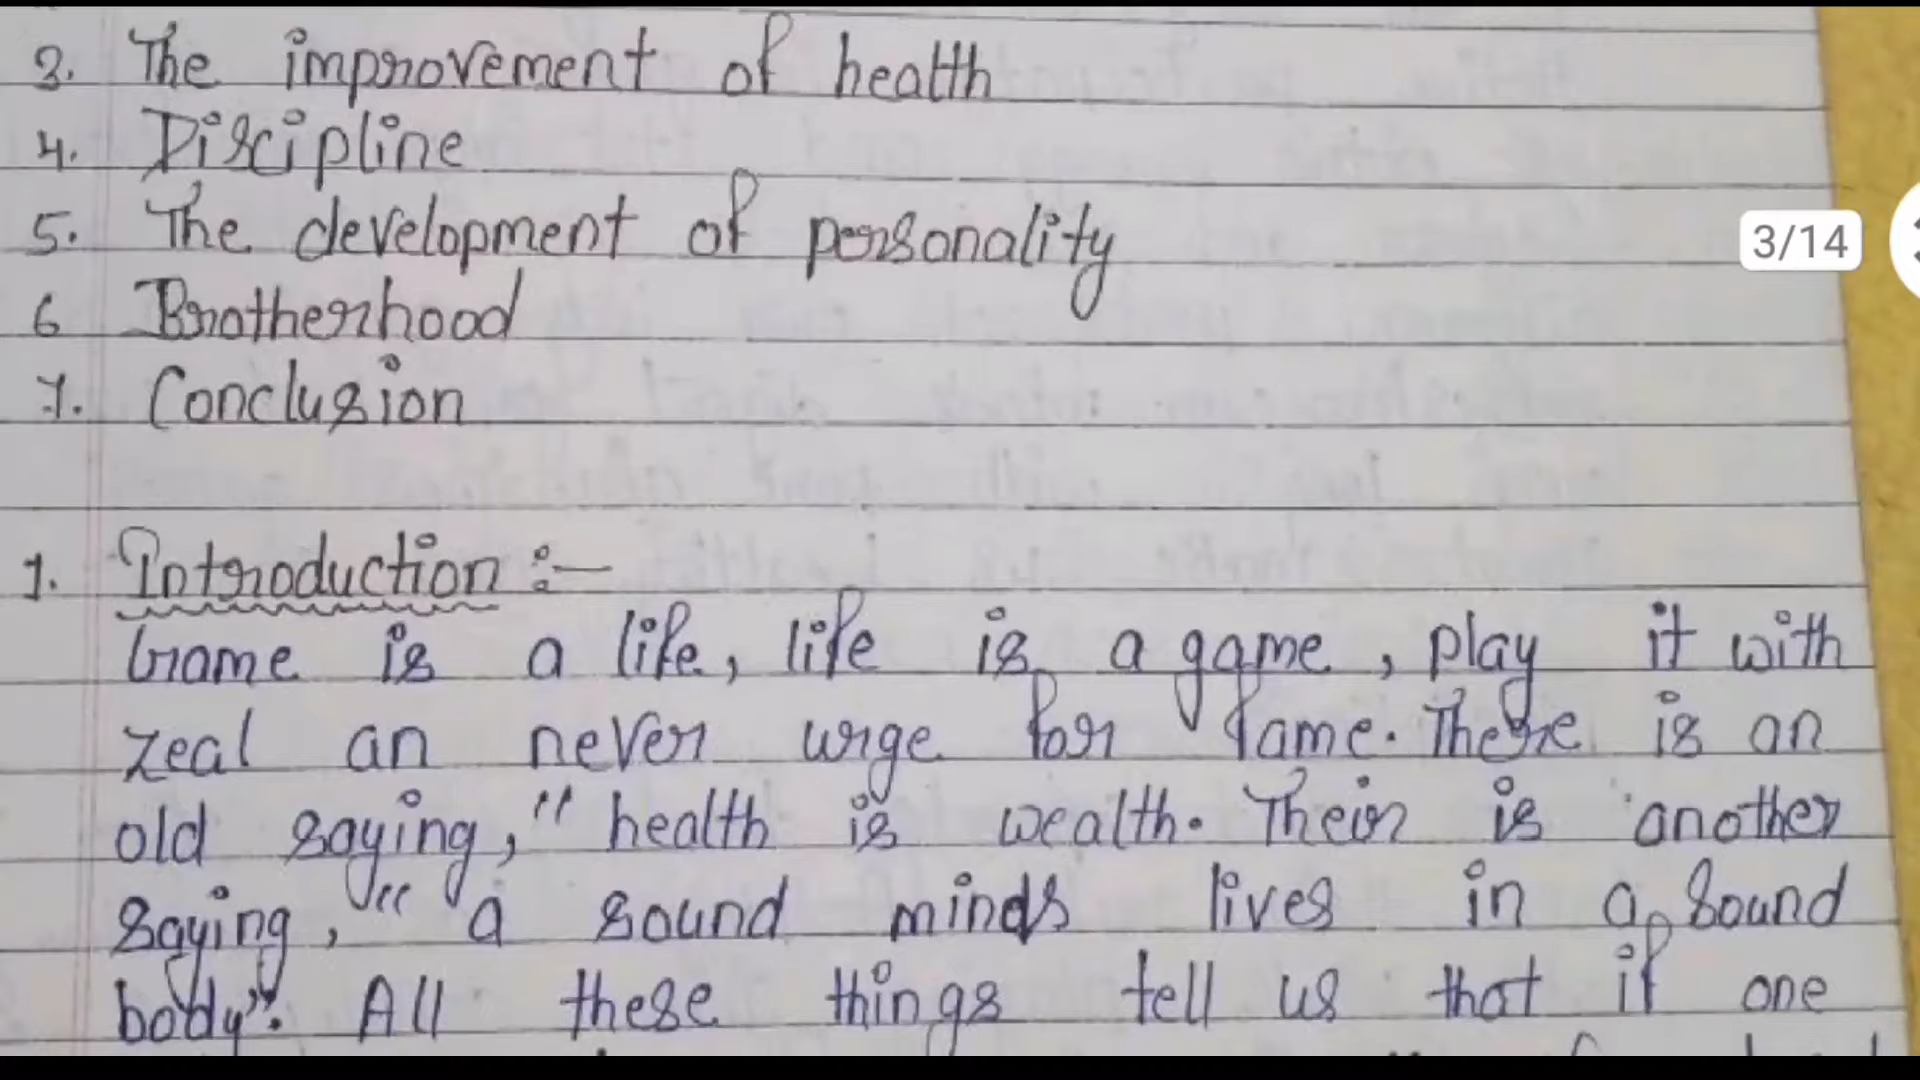 3. The improvement of health
4. Discipline
5. The development of personality
6 Brotherhood
7. Conclusion
3/14
1. Introduction :-
Game is a life, life is a game, play it with
zeal an never urge for fame. There is an
old saying, " health is wealth. Their is another
saying, " a sound minds lives in a sound
body". All these things tell us that if one